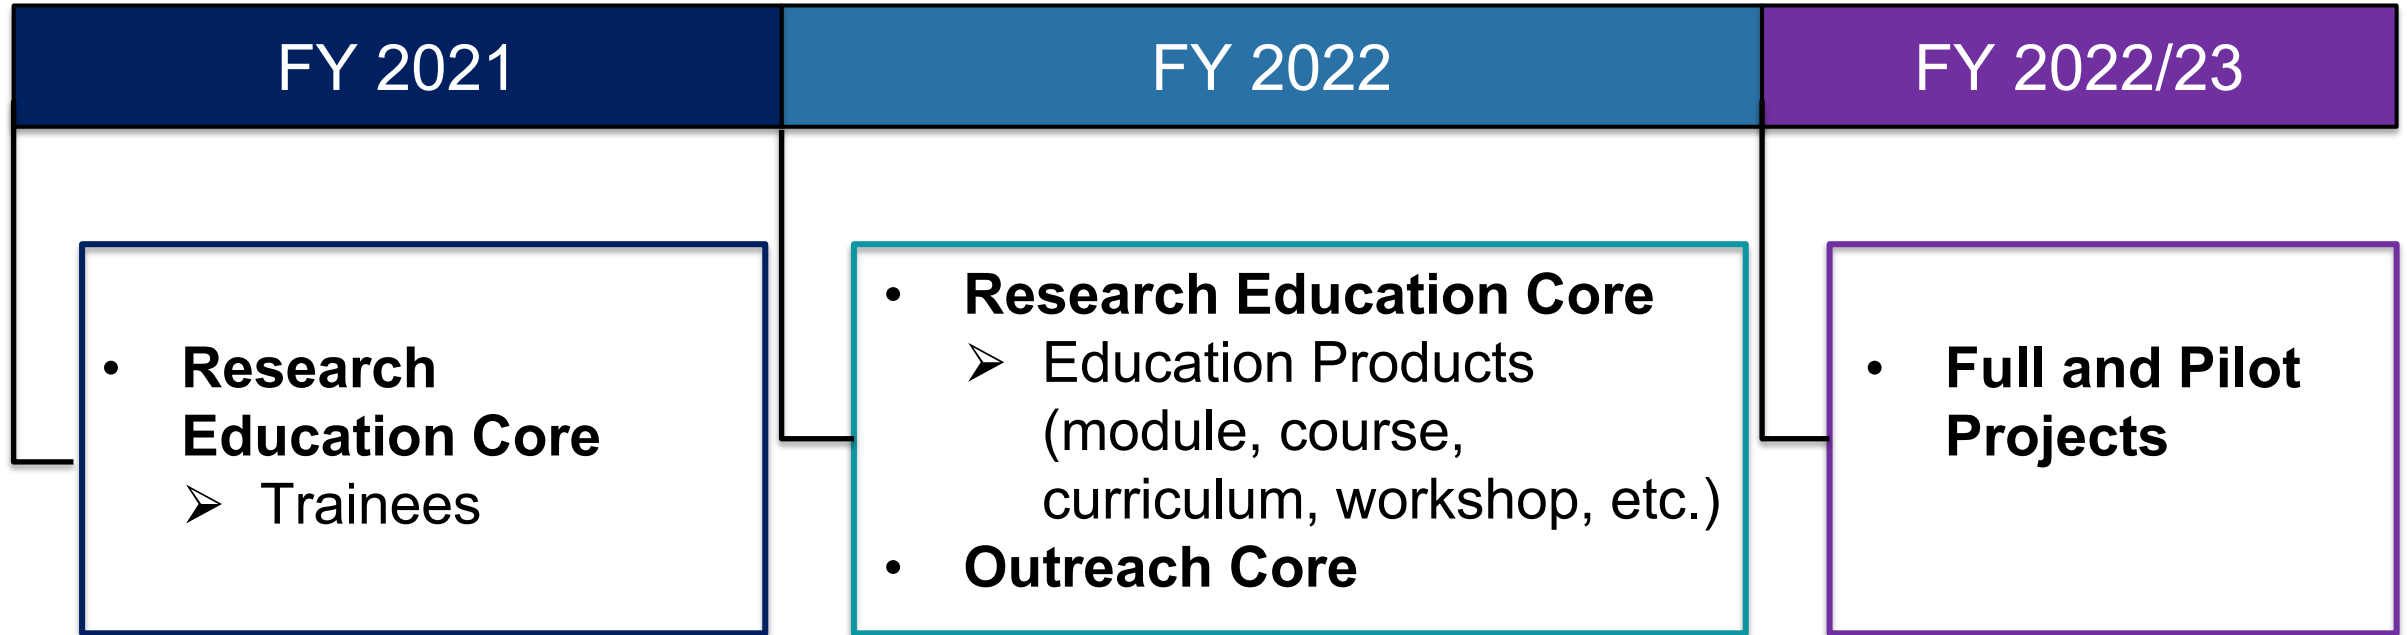 FY 2021
FY 2022
FY 2022/23
• Research
Education Core
➢ Trainees
• Research Education Core
➢ Education Products
(module, course,
curriculum, workshop, etc.)
• Outreach Core
• Full and Pilot
Projects